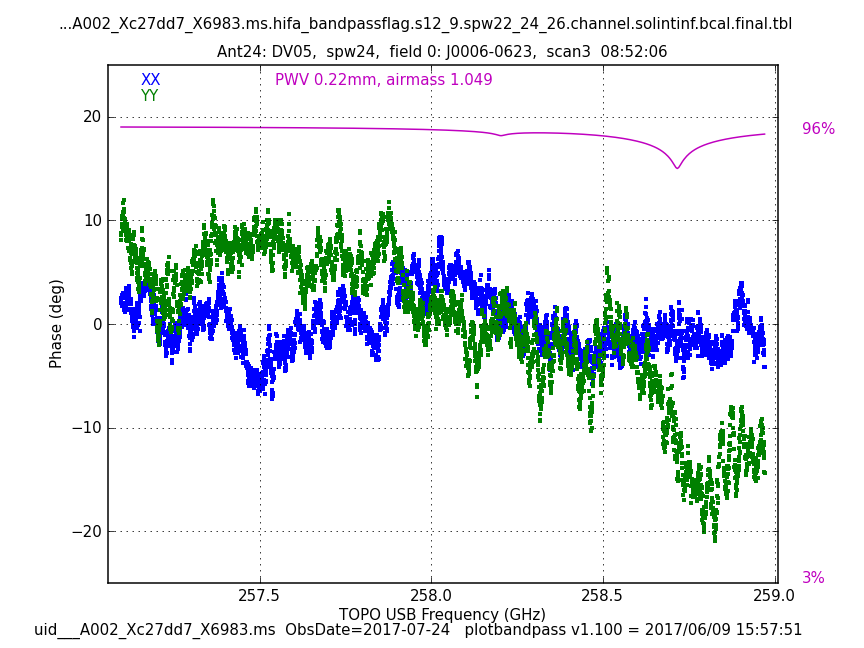 ...A002_Xc27dd7_X6983.ms.hifa_bandpassflag.s12_9.spw22_24_26.channel.solintinf.bcal.final.tbl
Ant24: DV05,  spw24,  field 0: J0006-0623,  scan3  08:52:06
XX
PWV 0.22mm, airmass 1.049
YY
20
96%
10
0
−10
−20
Phase (deg)
3%
257.5
258.0
258.5
259.0
TOPO USB Frequency (GHz)
uid___A002_Xc27dd7_X6983.ms  ObsDate=2017-07-24   plotbandpass v1.100 = 2017/06/09 15:57:51